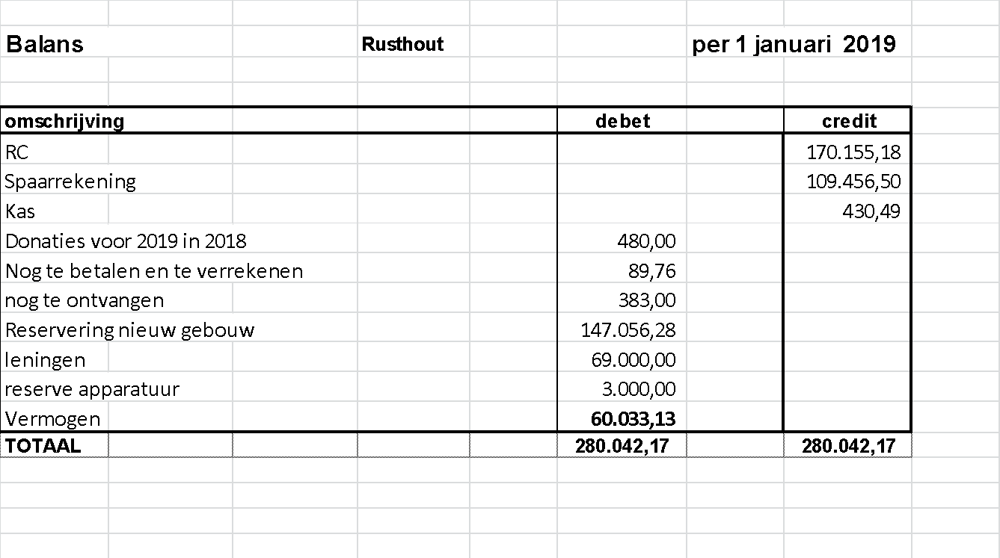 Balans Rusthout per 1 januari 2019
omschrijving debet credit
RC 170.155,18
Spaarrekening 109.456,50
Kas 430,49
Donaties voor 2019 in 2018 480,00
Nog te betalen en te verrekenen 89,76
nog te ontvangen 383,00
Reservering nieuw gebouw 147.056,28
leningen 69.000,00
reserve apparatuur 3.000,00
Vermogen 60.033,13
TOTAAL 280.042,17 280.042,17